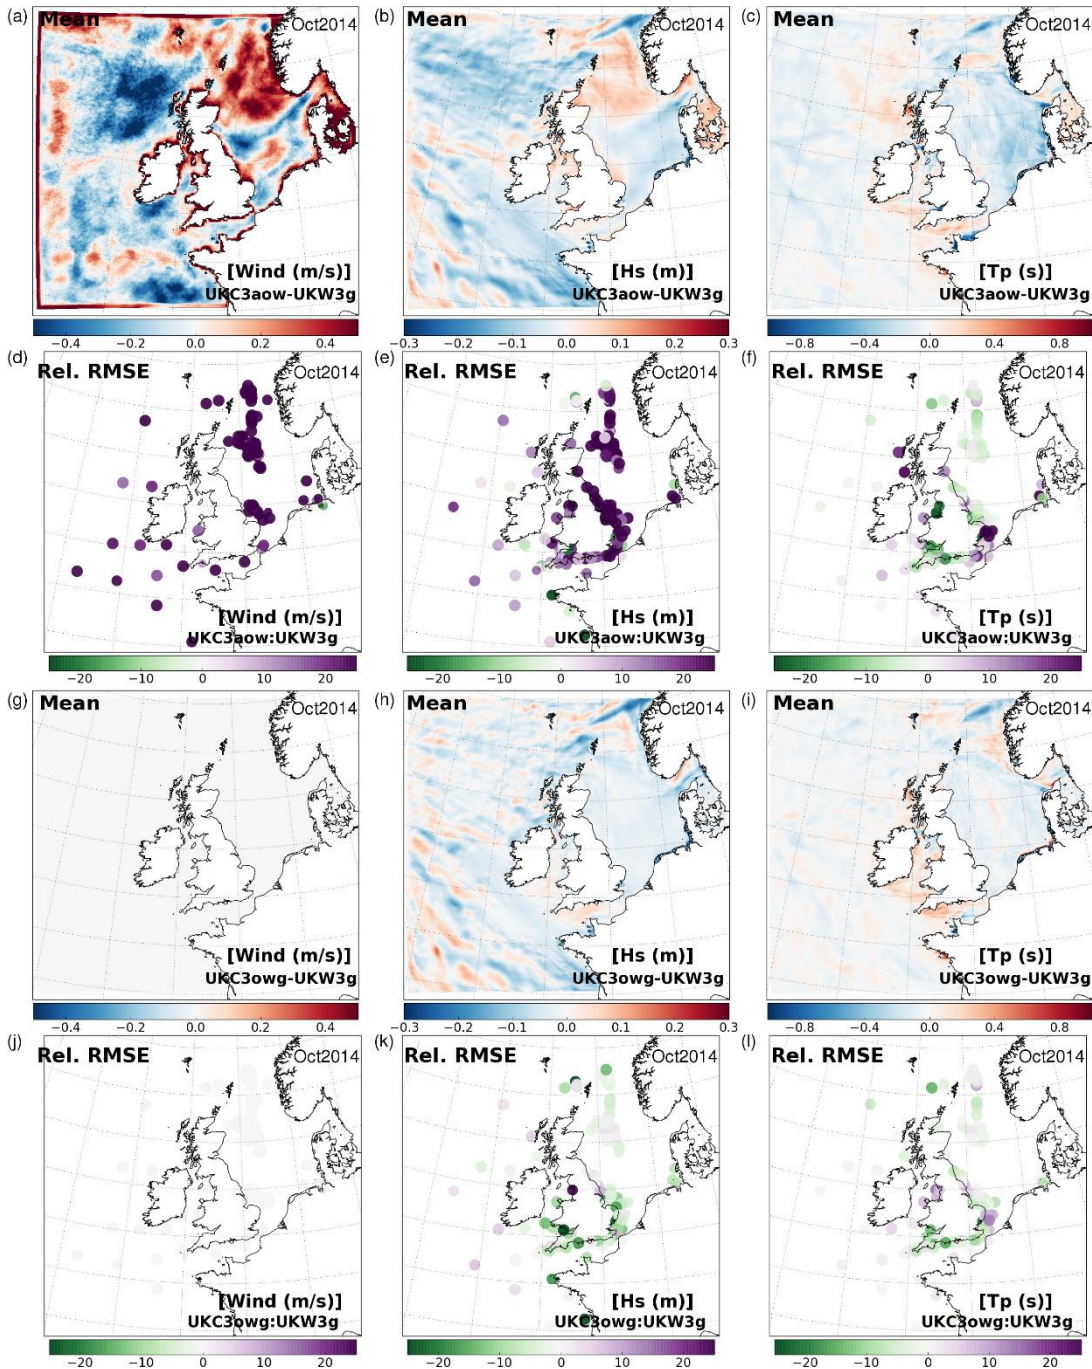 (a) Mean Oct2014
[Wind (m/s)]
UKC3aow-UKW3g
−0.4 −0.2 0.0 0.2 0.4
(b) Mean Oct2014
[Hs (m)]
UKC3aow-UKW3g
−0.3 −0.2 −0.1 0.0 0.1 0.2 0.3
(c) Mean Oct2014
[Tp (s)]
UKC3aow-UKW3g
−0.8 −0.4 0.0 0.4 0.8
(d) Rel. RMSE Oct2014
[Wind (m/s)]
UKC3aow:UKW3g
−20 −10 0 10 20
(e) Rel. RMSE Oct2014
[Hs (m)]
UKC3aow:UKW3g
−20 −10 0 10 20
(f) Rel. RMSE Oct2014
[Tp (s)]
UKC3aow:UKW3g
−20 −10 0 10 20
(g) Mean Oct2014
[Wind (m/s)]
UKC3owg-UKW3g
−0.4 −0.2 0.0 0.2 0.4
(h) Mean Oct2014
[Hs (m)]
UKC3owg-UKW3g
−0.3 −0.2 −0.1 0.0 0.1 0.2 0.3
(i) Mean Oct2014
[Tp (s)]
UKC3owg-UKW3g
−0.8 −0.4 0.0 0.4 0.8
(j) Rel. RMSE Oct2014
[Wind (m/s)]
UKC3owg:UKW3g
−20 −10 0 10 20
(k) Rel. RMSE Oct2014
[Hs (m)]
UKC3owg:UKW3g
−20 −10 0 10 20
(l) Rel. RMSE Oct2014
[Tp (s)]
UKC3owg:UKW3g
−20 −10 0 10 20